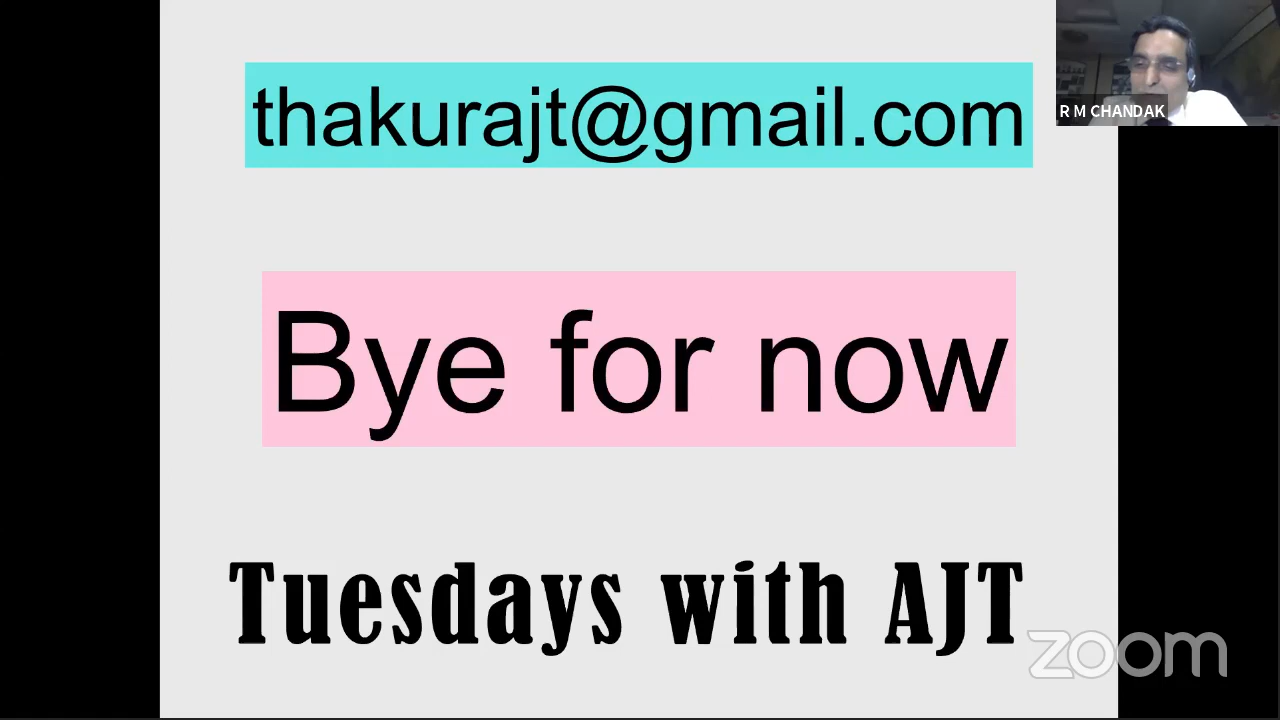 thakurajt@gmail.com
R M CHANDAK
Bye for now
Tuesdays with AJT
zoom